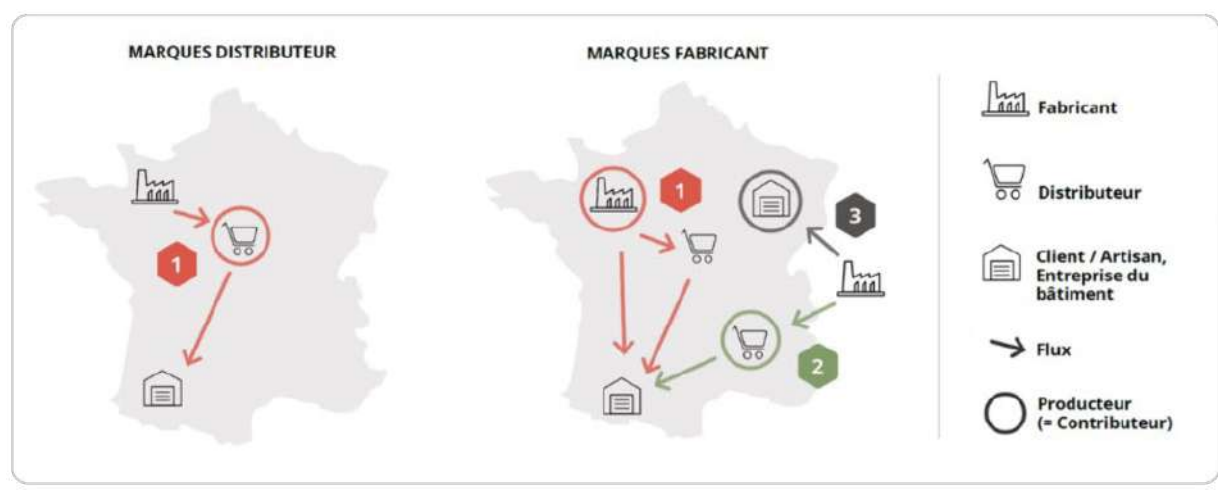 MARQUES DISTRIBUTEUR
1
MARQUES FABRICANT
1
3
2
Fabricant
Distributeur
Client / Artisan,
Entreprise du
bâtiment
Flux
Producteur
(= Contributeur)